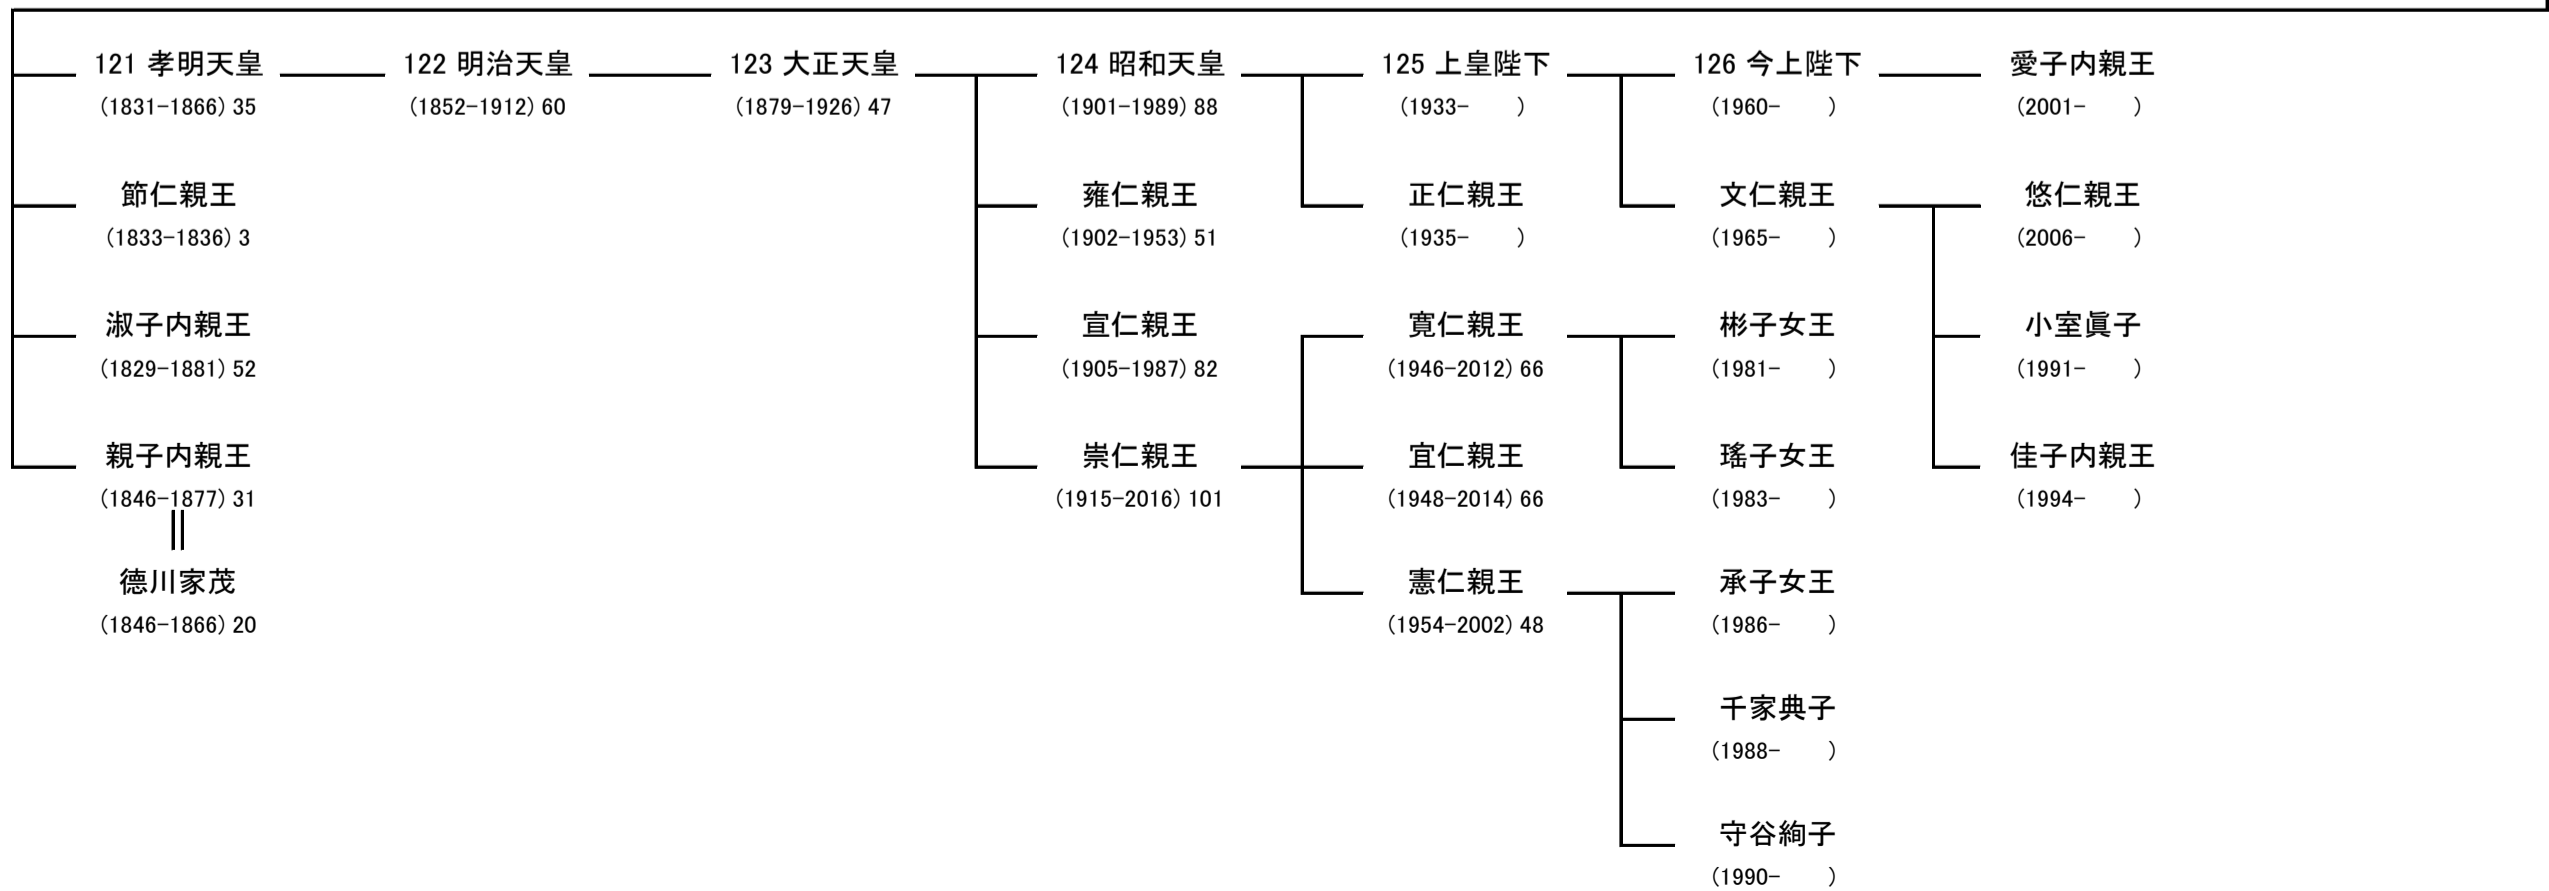 121 孝明天皇
(1831-1866) 35
122 明治天皇
(1852-1912) 60
123 大正天皇
(1879-1926) 47
124 昭和天皇
(1901-1989) 88
125 上皇陛下
(1933-　　)
126 今上陛下
(1960-　　)
愛子内親王
(2001-　　)
節仁親王
(1833-1836) 3
雍仁親王
(1902-1953) 51
正仁親王
(1935-　　)
文仁親王
(1965-　　)
悠仁親王
(2006-　　)
淑子内親王
(1829-1881) 52
宣仁親王
(1905-1987) 82
寛仁親王
(1946-2012) 66
彬子女王
(1981-　　)
小室眞子
(1991-　　)
親子内親王
(1846-1877) 31
崇仁親王
(1915-2016) 101
宜仁親王
(1948-2014) 66
瑤子女王
(1983-　　)
佳子内親王
(1994-　　)
徳川家茂
(1846-1866) 20
憲仁親王
(1954-2002) 48
承子女王
(1986-　　)
千家典子
(1988-　　)
守谷絢子
(1990-　　)